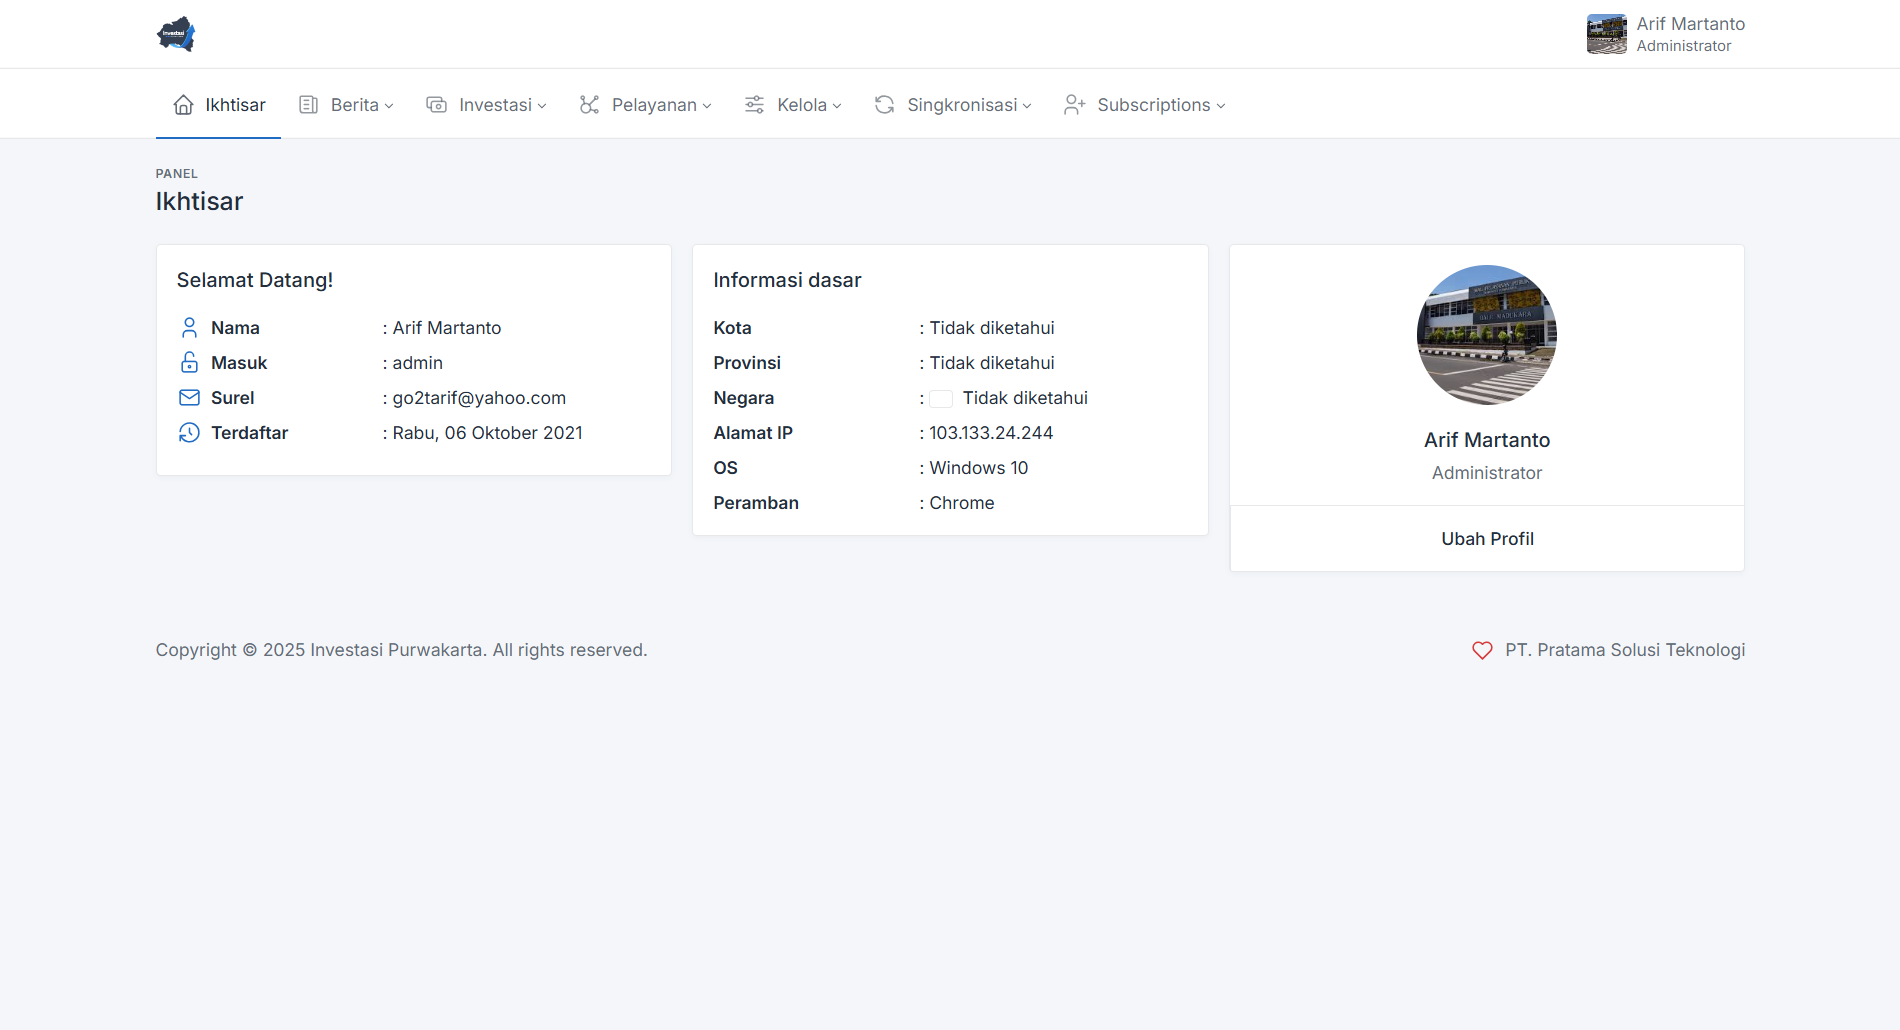 Investasi
Arif Martanto
Administrator
Ikhtisar
Berita
Investasi
Pelayanan
Kelola
Singkronisasi
Subscriptions
PANEL
Ikhtisar
Selamat Datang!
Nama : Arif Martanto
Masuk : admin
Surel : go2tarif@yahoo.com
Terdaftar : Rabu, 06 Oktober 2021
Informasi dasar
Kota : Tidak diketahui
Provinsi : Tidak diketahui
Negara : Tidak diketahui
Alamat IP : 103.133.24.244
OS : Windows 10
Peramban : Chrome
BALE MADUKARA
Arif Martanto
Administrator
Ubah Profil
Copyright © 2025 Investasi Purwakarta. All rights reserved.
PT. Pratama Solusi Teknologi